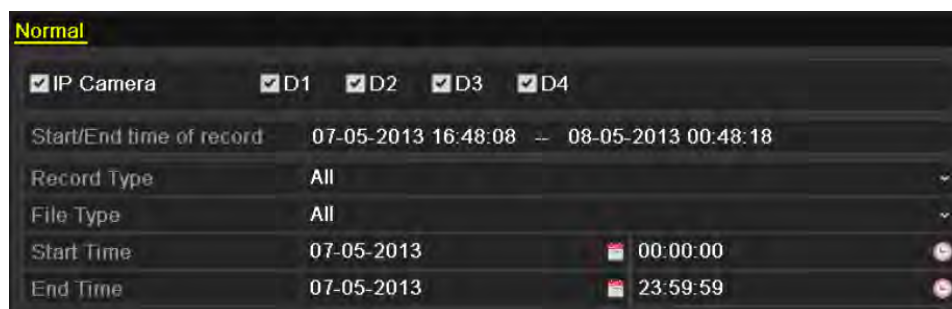 Normal
IP Camera D1 D2 D3 D4
Start/End time of record 07-05-2013 16:48:08 -- 08-05-2013 00:48:18
Record Type All
File Type All
Start Time 07-05-2013 00:00:00
End Time 07-05-2013 23:59:59